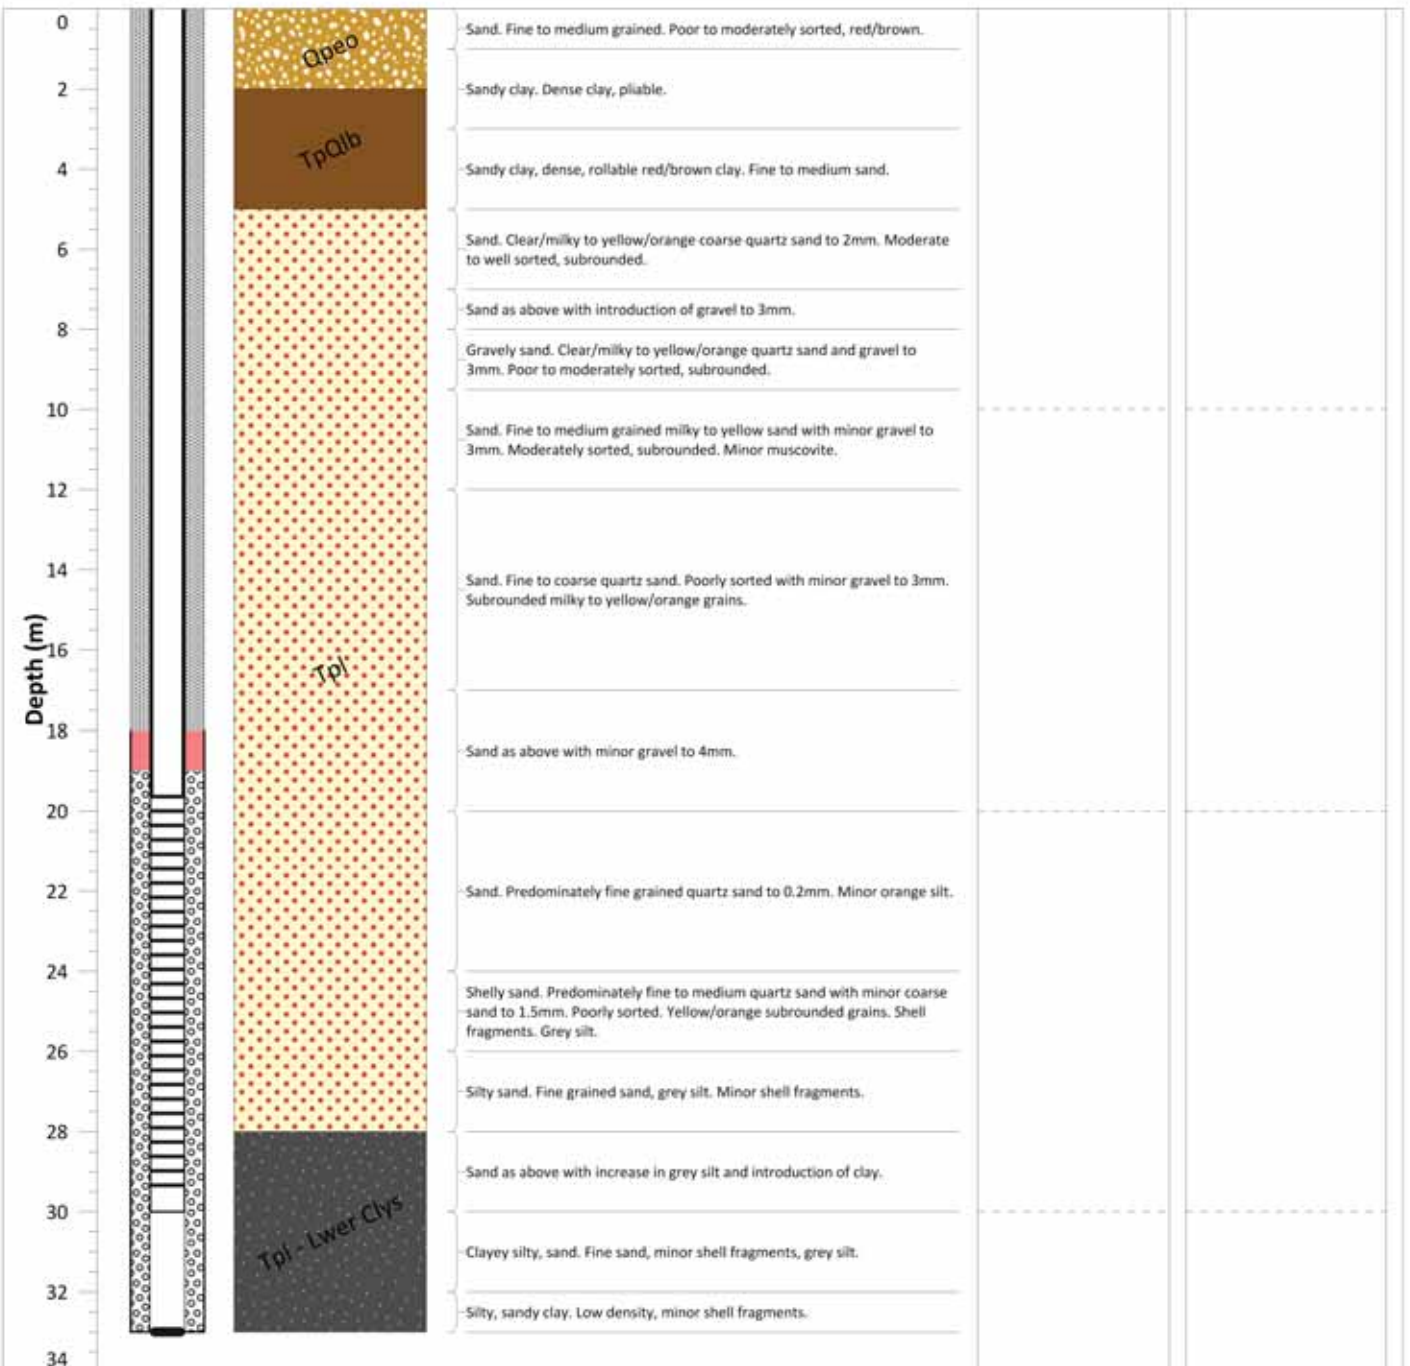 0
2
4
6
8
10
12
14
16
18
20
22
24
26
28
30
32
34
Depth (m)
Qpeo
TpQlb
Tpl
Tpl - Lwer Clys
Sand. Fine to medium grained. Poor to moderately sorted, red/brown.
Sandy clay. Dense clay, pliable.
Sandy clay, dense, rollable red/brown clay. Fine to medium sand.
Sand. Clear/milky to yellow/orange coarse quartz sand to 2mm. Moderate
to well sorted, subrounded.
Sand as above with introduction of gravel to 3mm.
Gravely sand. Clear/milky to yellow/orange quartz sand and gravel to
3mm. Poor to moderately sorted, subrounded.
Sand. Fine to medium grained milky to yellow sand with minor gravel to
3mm. Moderately sorted, subrounded. Minor muscovite.
Sand. Fine to coarse quartz sand. Poorly sorted with minor gravel to 3mm.
Subrounded milky to yellow/orange grains.
Sand as above with minor gravel to 4mm.
Sand. Predominately fine grained quartz sand to 0.2mm. Minor orange silt.
Shelly sand. Predominately fine to medium quartz sand with minor coarse
sand to 1.5mm. Poorly sorted. Yellow/orange subrounded grains. Shell
fragments. Grey silt.
Silty sand. Fine grained sand, grey silt. Minor shell fragments.
Sand as above with increase in grey silt and introduction of clay.
Clayey silty, sand. Fine sand, minor shell fragments, grey silt.
Silty, sandy clay. Low density, minor shell fragments.